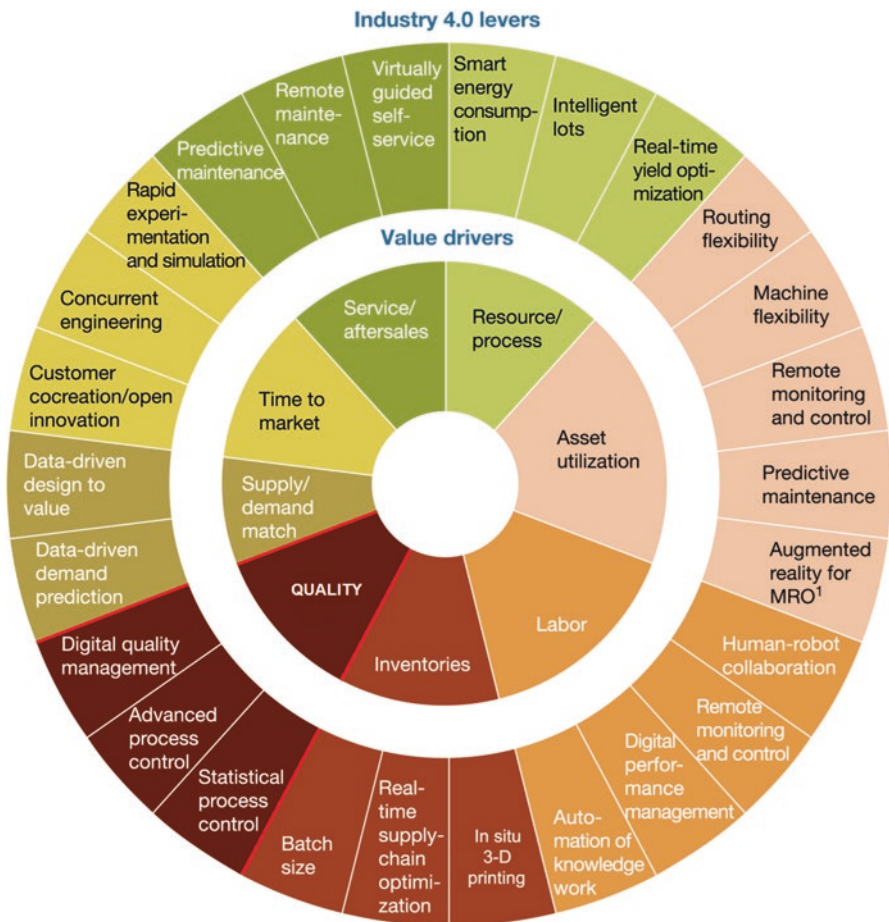 Industry 4.0 levers
Smart
energy
consump-
tion
Intelligent
lots
Real-time
yield opti-
mization
Routing
flexibility
Machine
flexibility
Remote
monitoring
and control
Predictive
maintenance
Augmented
reality for
MRO1
Human-robot
collaboration
Remote
monitoring
and control
Digital
perfor-
mance
management
Auto-
mation of
knowledge
work
In situ
3-D
printing
Real-
time
supply-
chain
optimi-
zation
Batch
size
Statistical
process
control
Advanced
process
control
Digital quality
management
Data-driven
demand
prediction
Data-driven
design to
value
Customer
cocreation/open
innovation
Concurrent
engineering
Rapid
experi-
mentation
and simulation
Predictive
maintenance
Remote
mainte-
nance
Virtually
guided
self-
service
Value drivers
Resource/
process
Asset
utilization
Labor
Inventories
QUALITY
Supply/
demand
match
Time to
market
Service/
aftersales